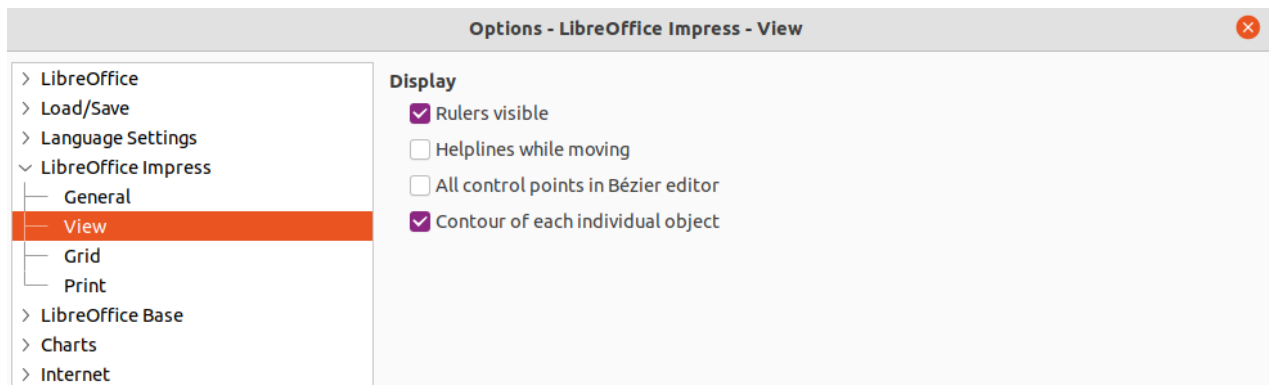 Options - LibreOffice Impress - View
LibreOffice
Load/Save
Language Settings
LibreOffice Impress
General
View
Grid
Print
LibreOffice Base
Charts
Internet
Display
Rulers visible
Helplines while moving
All control points in Bézier editor
Contour of each individual object